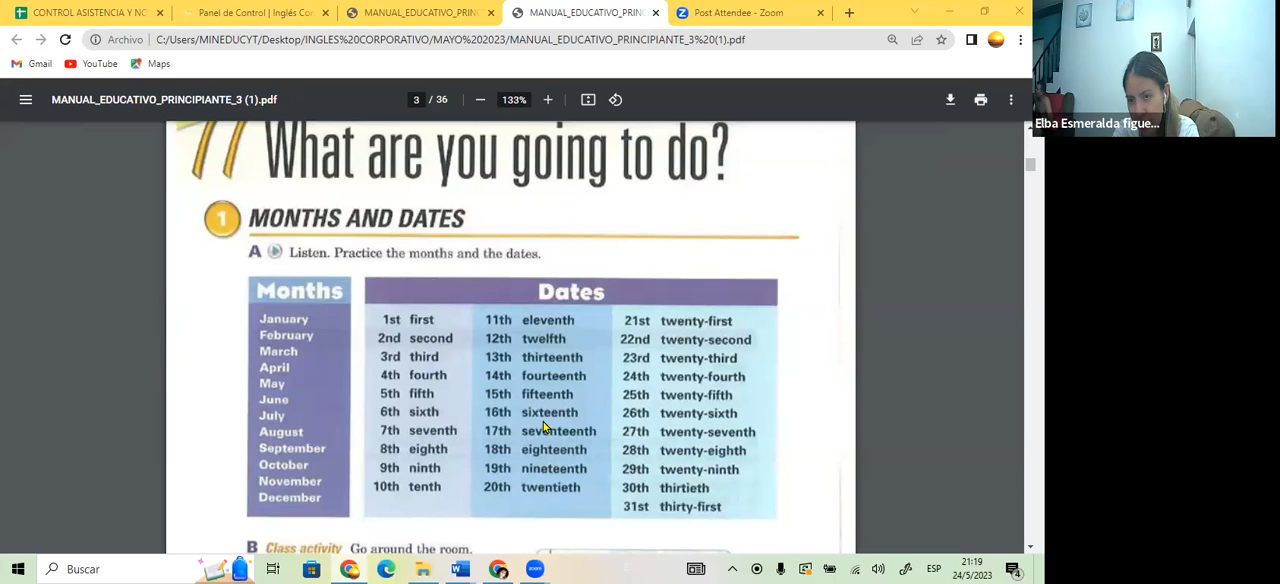 CONTROL ASISTENCIA Y NO
Panel de Control | Inglés Cor
MANUAL_EDUCATIVO_PRIN
MANUAL_EDUCATIVO_PRIN
Post Attendee - Zoom
Archivo
C:/Users/MINEDUCYT/Desktop/INGLES%20CORPORATIVO/MAYO%202023/MANUAL_EDUCATIVO_PRINCIPIANTE_3%20(1).pdf
Gmail
YouTube
Maps
MANUAL_EDUCATIVO_PRINCIPIANTE_3 (1).pdf
3 / 36
133%
Elba Esmeralda figue...
What are you going to do?
1 MONTHS AND DATES
A Listen. Practice the months and the dates.
Months
January
February
March
April
May
June
July
August
September
October
November
December
Dates
1st first
2nd second
3rd third
4th fourth
5th fifth
6th sixth
7th seventh
8th eighth
9th ninth
10th tenth
11th eleventh
12th twelfth
13th thirteenth
14th fourteenth
15th fifteenth
16th sixteenth
17th seventeenth
18th eighteenth
19th nineteenth
20th twentieth
21st twenty-first
22nd twenty-second
23rd twenty-third
24th twenty-fourth
25th twenty-fifth
26th twenty-sixth
27th twenty-seventh
28th twenty-eighth
29th twenty-ninth
30th thirtieth
31st thirty-first
B Class activity Go around the room.
Buscar
ESP
21:19
24/5/2023
4